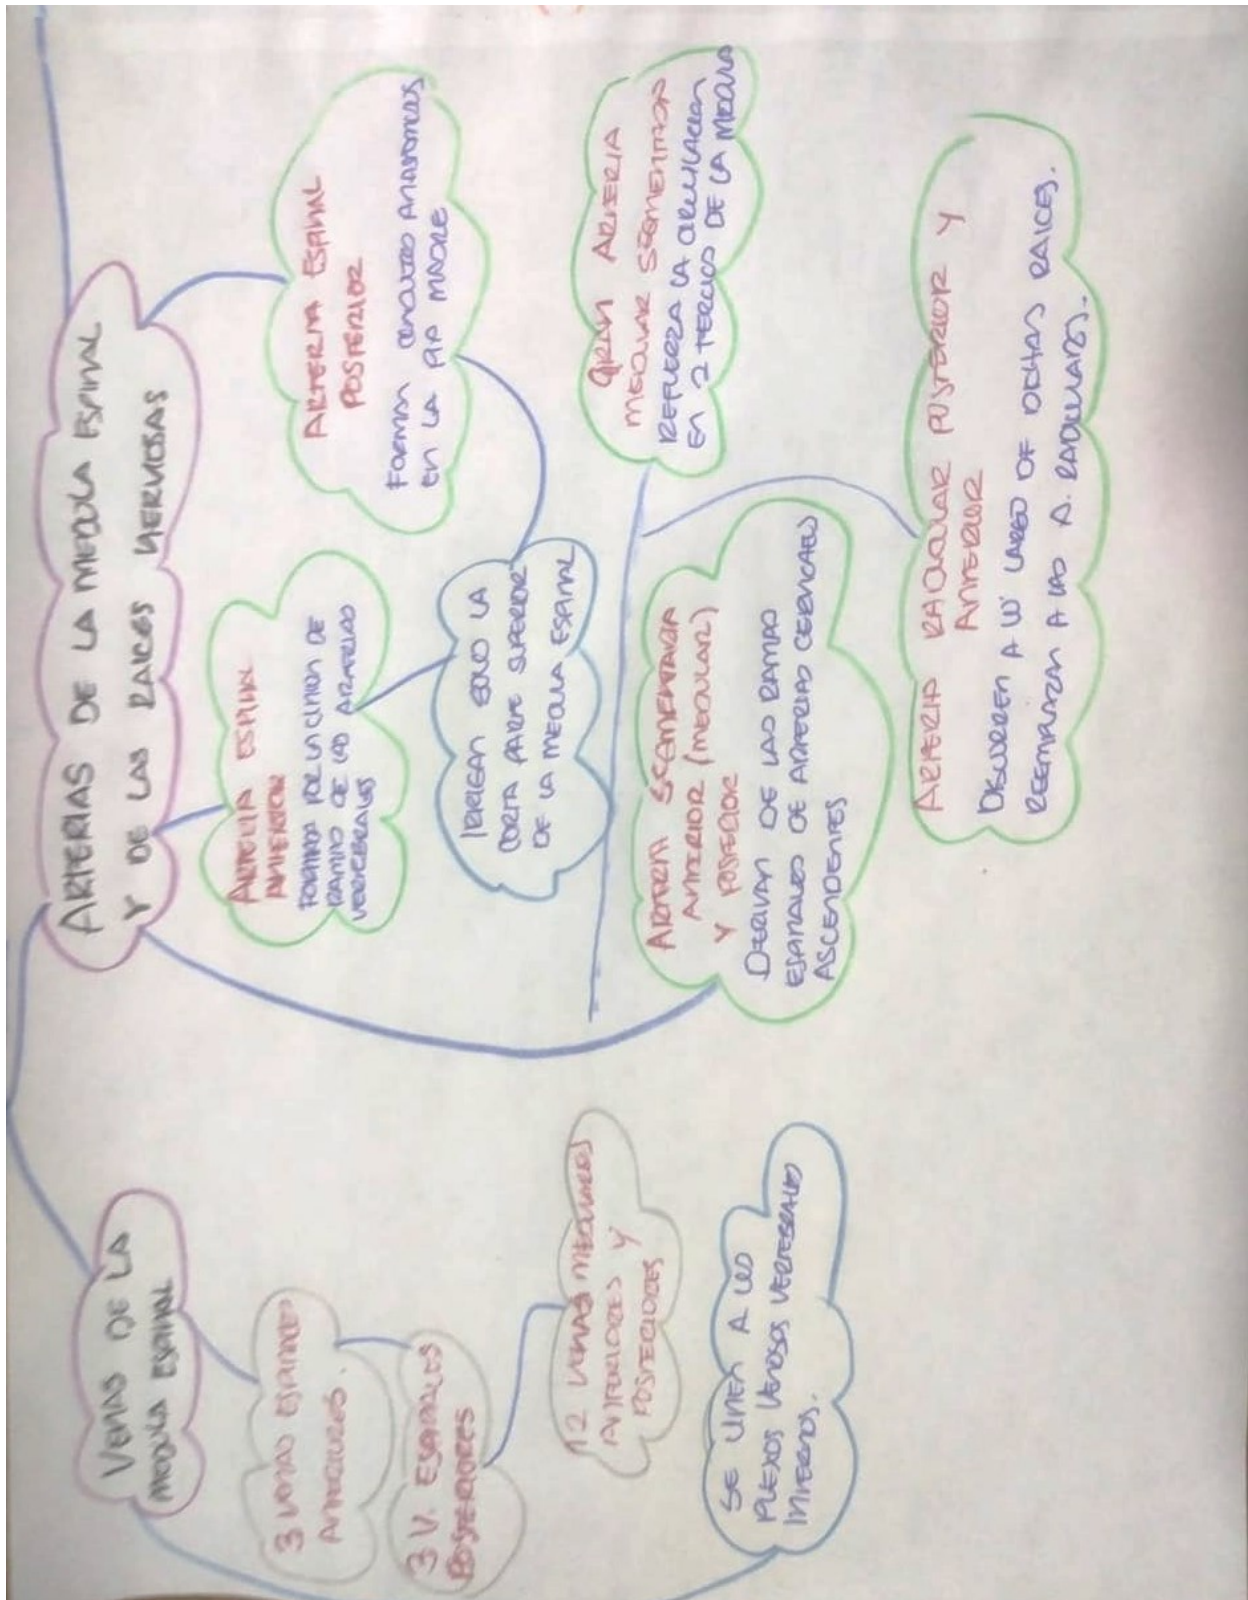 ARTERIAS DE LA MEDULA ESPINAL
Y DE LAS RAICES NERVIOSAS
ARTERIA ESPINAL
ANTERIOR
FORMADA POR LA UNION DE
RAMAS DE LAS ARTERIAS
VERTEBRALES
ARTERIA ESPINAL
POSTERIOR
FORMAN
EN LA PIA MADRE
IRRIGAN SOLO LA
CORTA PARTE SUPERIOR
DE LA MEDULA ESPINAL
GRAN ARTERIA
MEDULAR SEGMENTARIA
REFUERZA LA CIRCULACION
EN 2 TERCIOS DE LA MEDULA
ARTERIA SEGMENTARIA
ANTERIOR (MEDULAR)
Y POSTERIOR
DERIVAN DE LAS RAMAS
ESPINALES DE ARTERIAS CERVICALES
ASCENDENTES
ARTERIA RADICULAR POSTERIOR Y
ANTERIOR
DISCURREN A LO LARGO DE DICHAS RAICES.
REEMPLAZAN A LAS A. RADICULARES.
VENAS DE LA
MEDULA ESPINAL
3 VENAS ESPINALES
ANTERIORES.
3 V. ESPINALES
POSTERIORES
12 VENAS MEDULARES
ANTERIORES Y
POSTERIORES
SE UNEN A LOS
PLEXOS VENOSOS VERTEBRALES
INTERNOS.